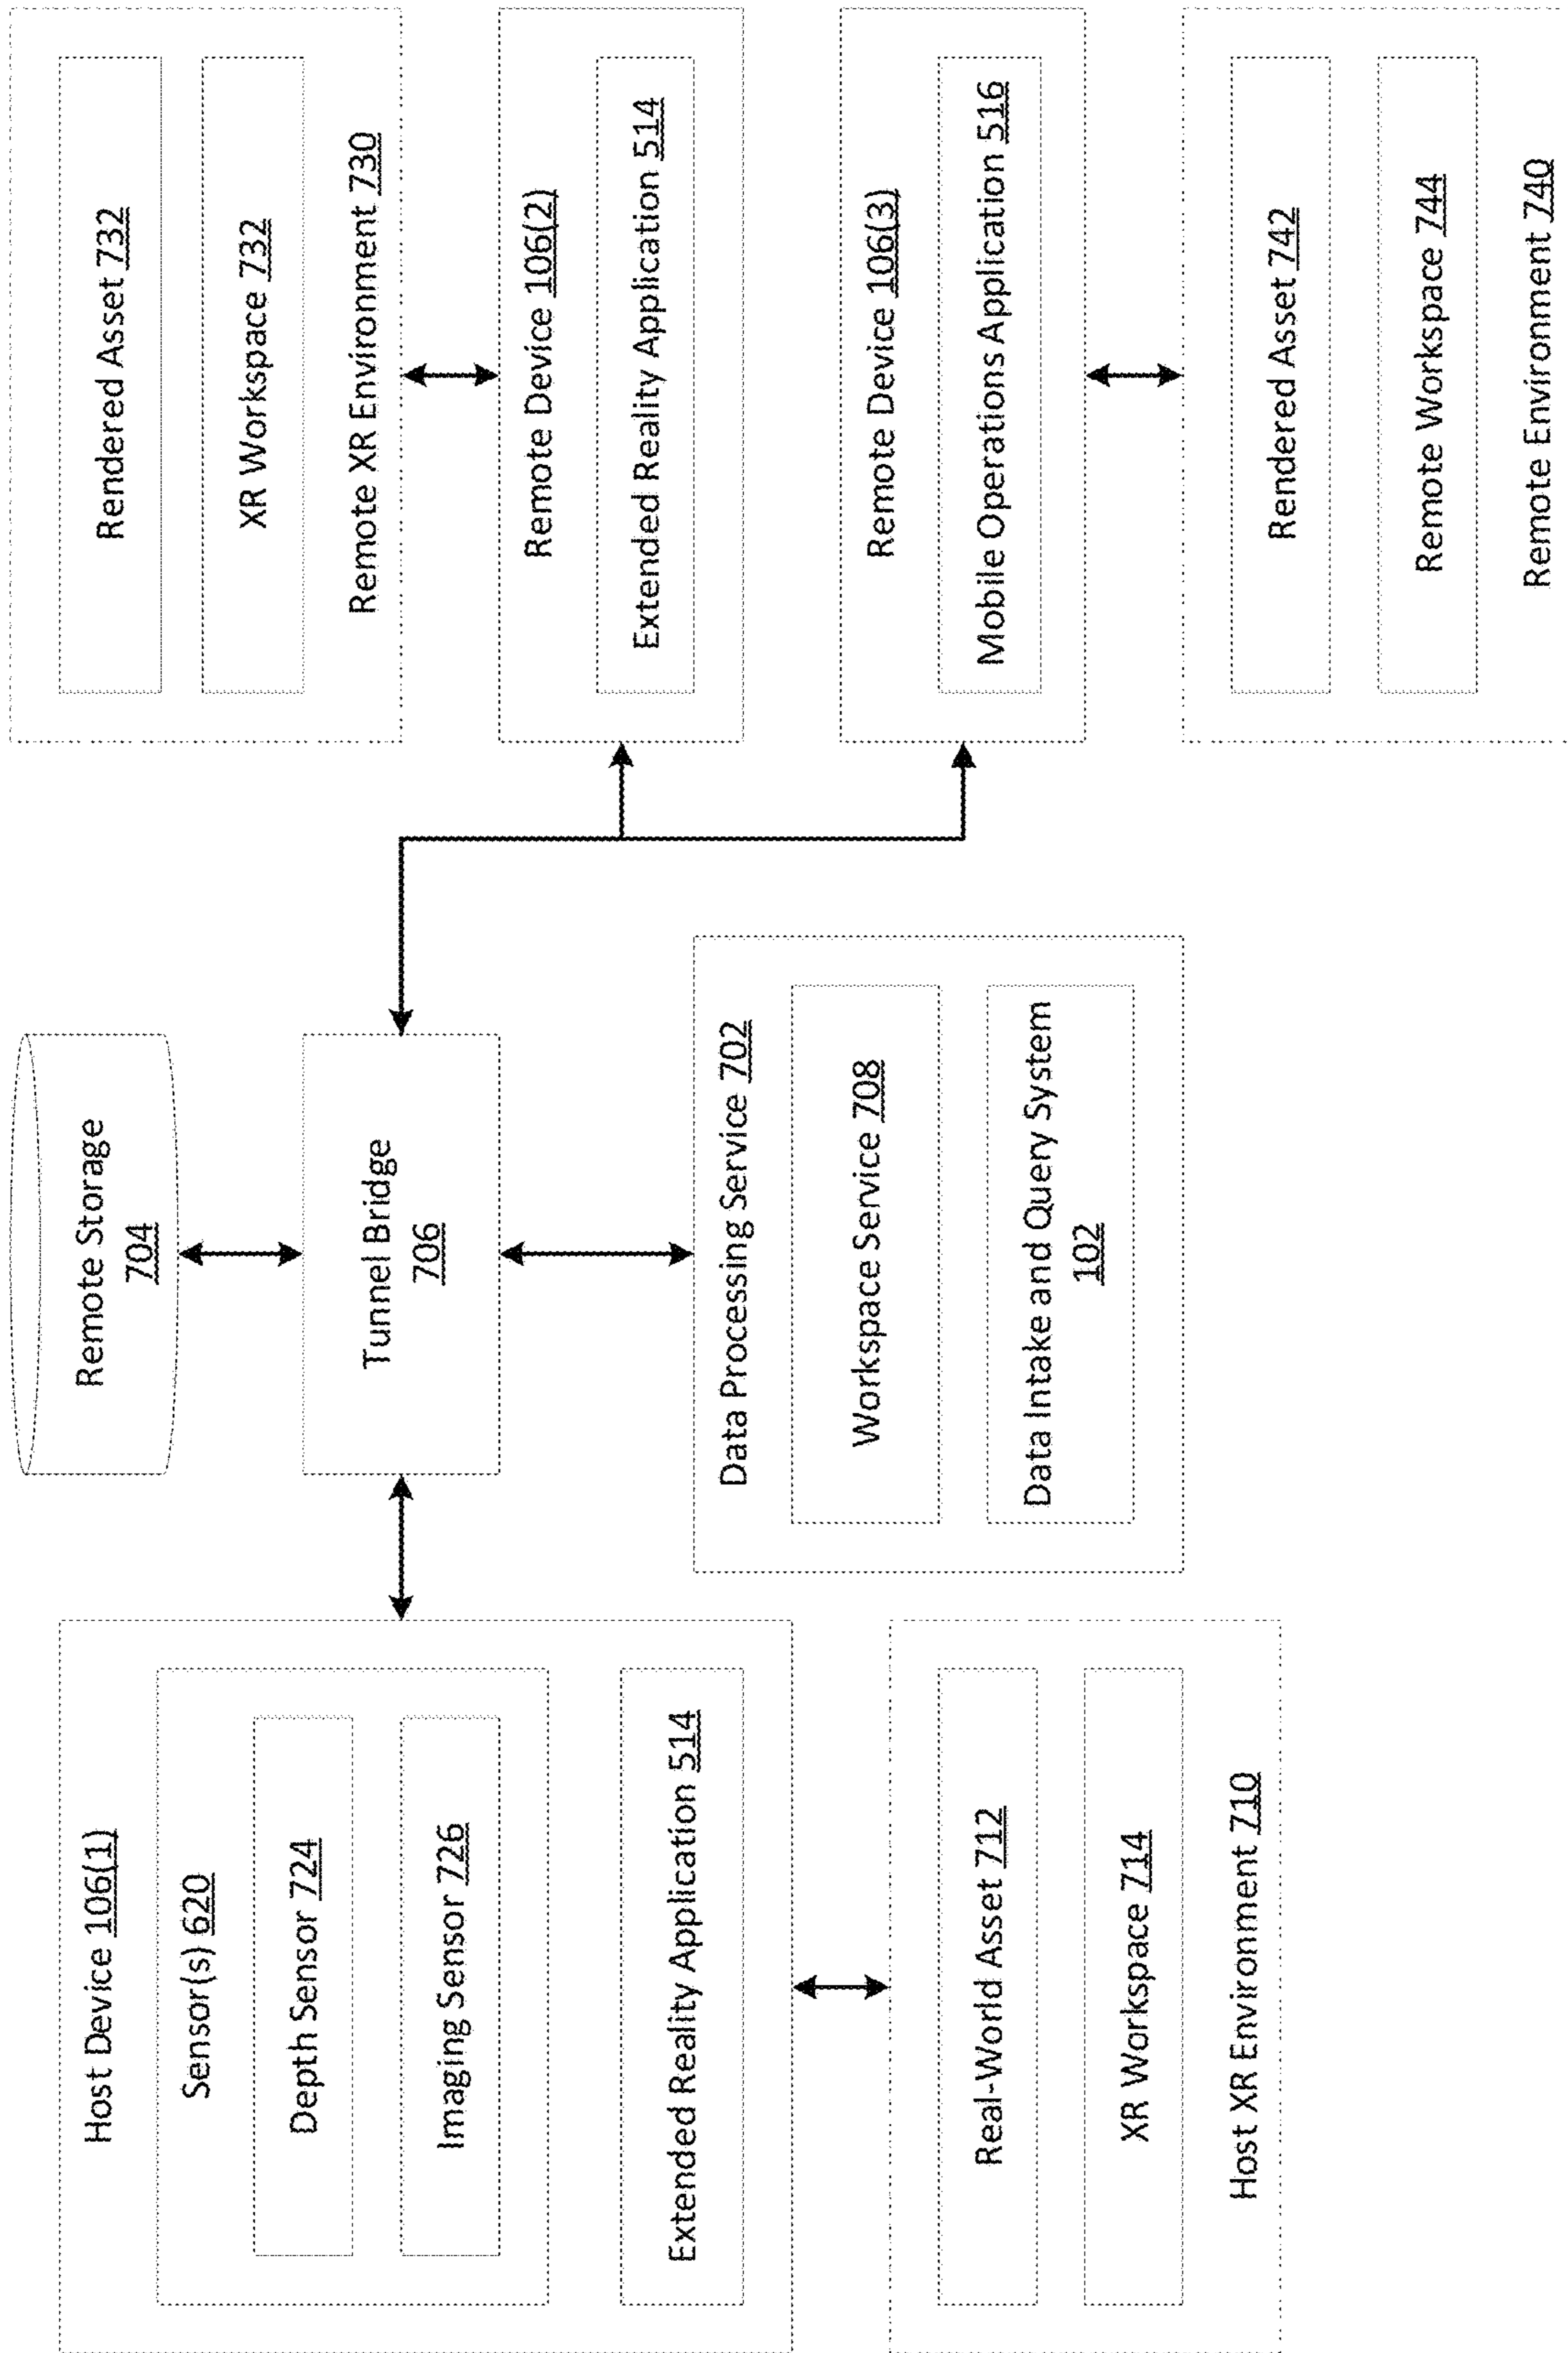 Host Device 106(1)
Sensor(s) 620
Depth Sensor 724
Imaging Sensor 726
Extended Reality Application 514
Real-World Asset 712
XR Workspace 714
Host XR Environment 710
Remote Storage
704
Tunnel Bridge
706
Data Processing Service 702
Workspace Service 708
Data Intake and Query System
102
Rendered Asset 732
XR Workspace 732
Remote XR Environment 730
Remote Device 106(2)
Extended Reality Application 514
Remote Device 106(3)
Mobile Operations Application 516
Rendered Asset 742
Remote Workspace 744
Remote Environment 740